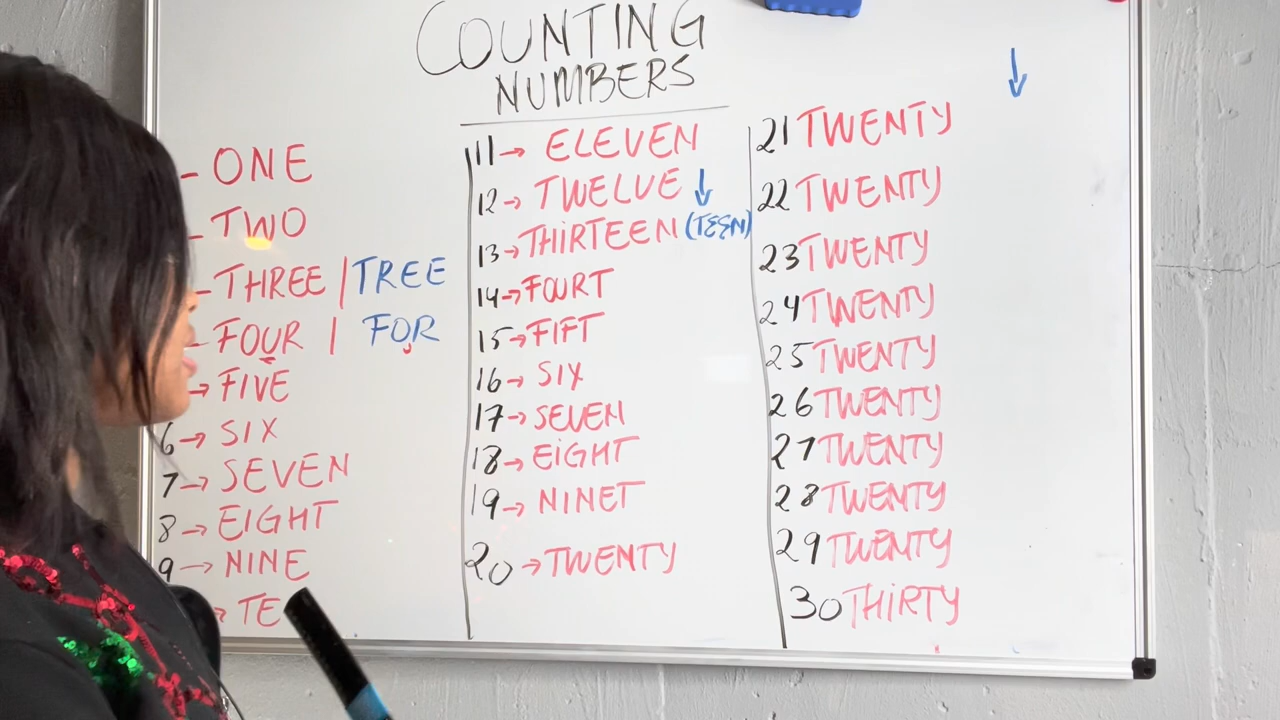 COUNTING
NUMBERS
- ONE
- TWO
- THREE | TREE
- FOUR | FOR
→ FIVE
6 → SIX
7 → SEVEN
8 → EIGHT
9 → NINE
TE
11 → ELEVEN
12 → TWELVE ↓
13 → THIRTEEN (TEEN)
14 → FOURT
15 → FIFT
16 → SIX
17 → SEVEN
18 → EIGHT
19 → NINET
20 → TWENTY
↓
21 TWENTY
22 TWENTY
23 TWENTY
24 TWENTY
25 TWENTY
26 TWENTY
27 TWENTY
28 TWENTY
29 TWENTY
30 THIRTY